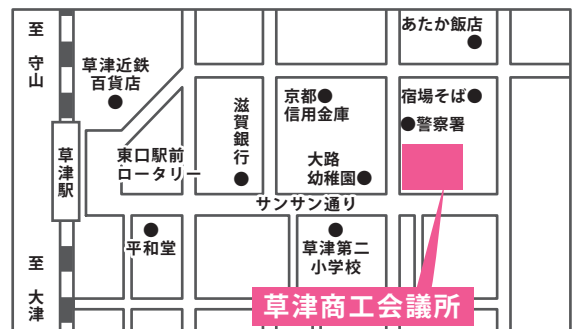 至
守
山
草津近鉄
百貨店
あたか飯店
滋
賀
銀
行
京都
信用金庫
宿場そば
警察署
草
津
駅
東口駅前
ロータリー
大路
幼稚園
サンサン通り
平和堂
草津第二
小学校
至
大
津
草津商工会議所